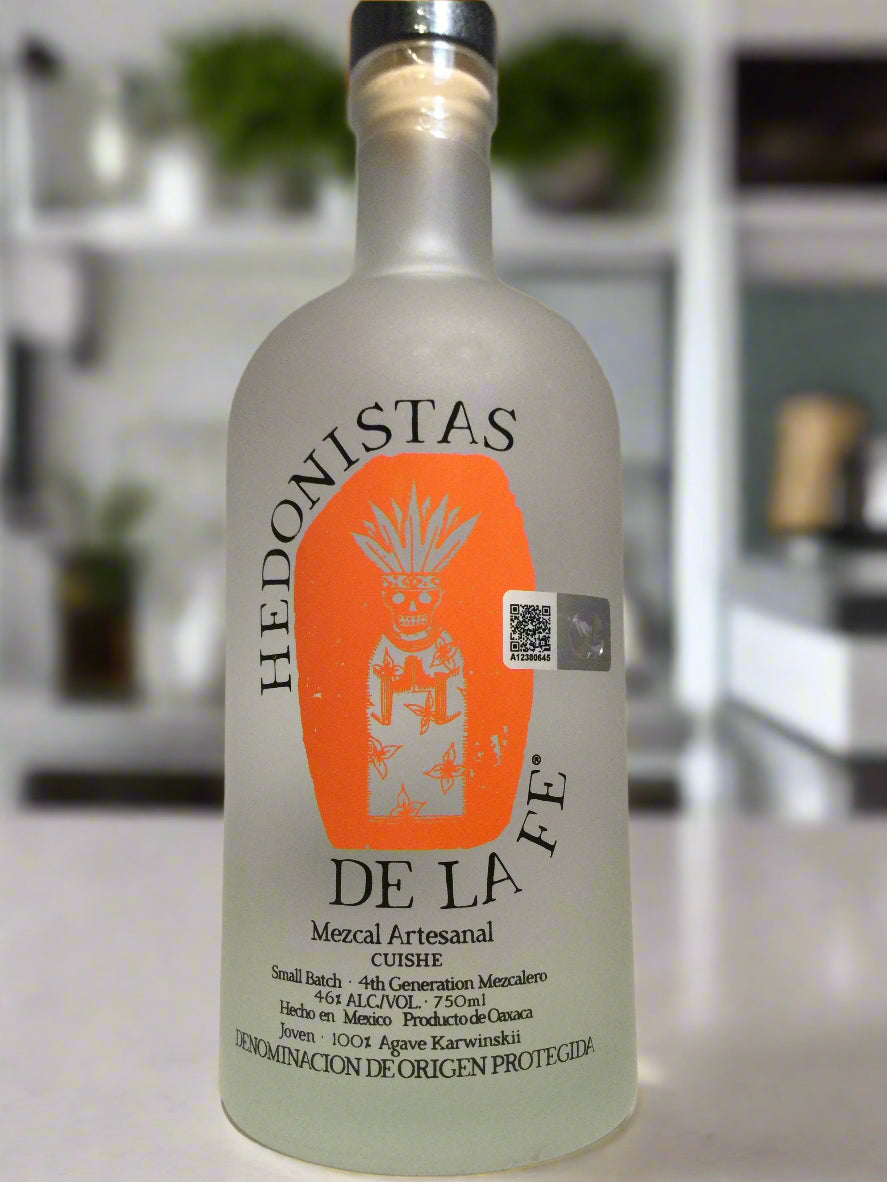 HEDONISTAS
DE LA FE®
A12380645
Mezcal Artesanal
CUISHE
Small Batch · 4th Generation Mezcalero
46% ALC./VOL. · 750ml
Hecho en Mexico Producto de Oaxaca
Joven · 100% Agave Karwinskii
DENOMINACION DE ORIGEN PROTEGIDA